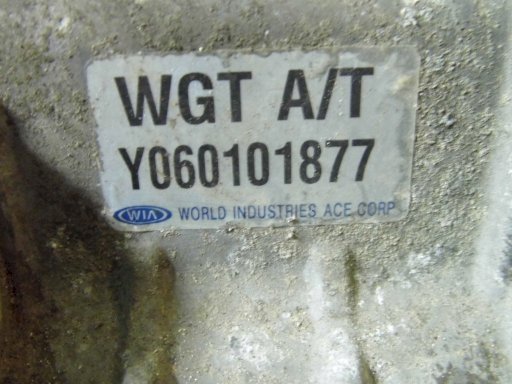 WGT A/T
Y060101877
WIA WORLD INDUSTRIES ACE CORP